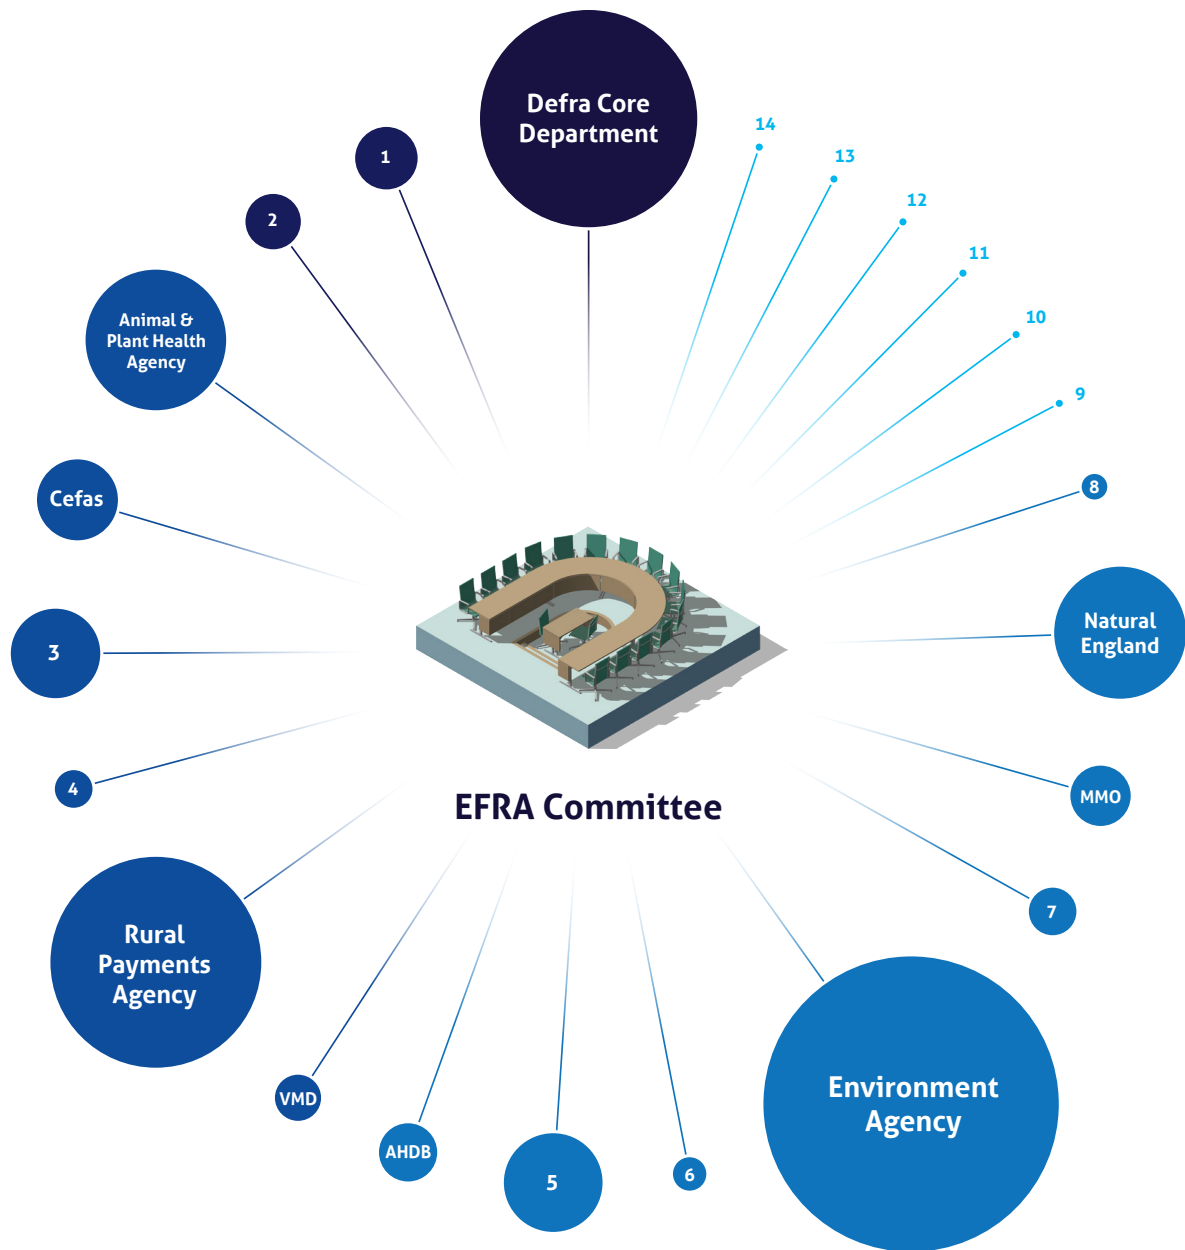 Defra Core
Department
14
13
12
11
10
9
8
1
2
Animal &
Plant Health
Agency
Cefas
3
4
Natural
England
MMO
7
EFRA Committee
Rural
Payments
Agency
VMD
AHDB
5
6
Environment
Agency